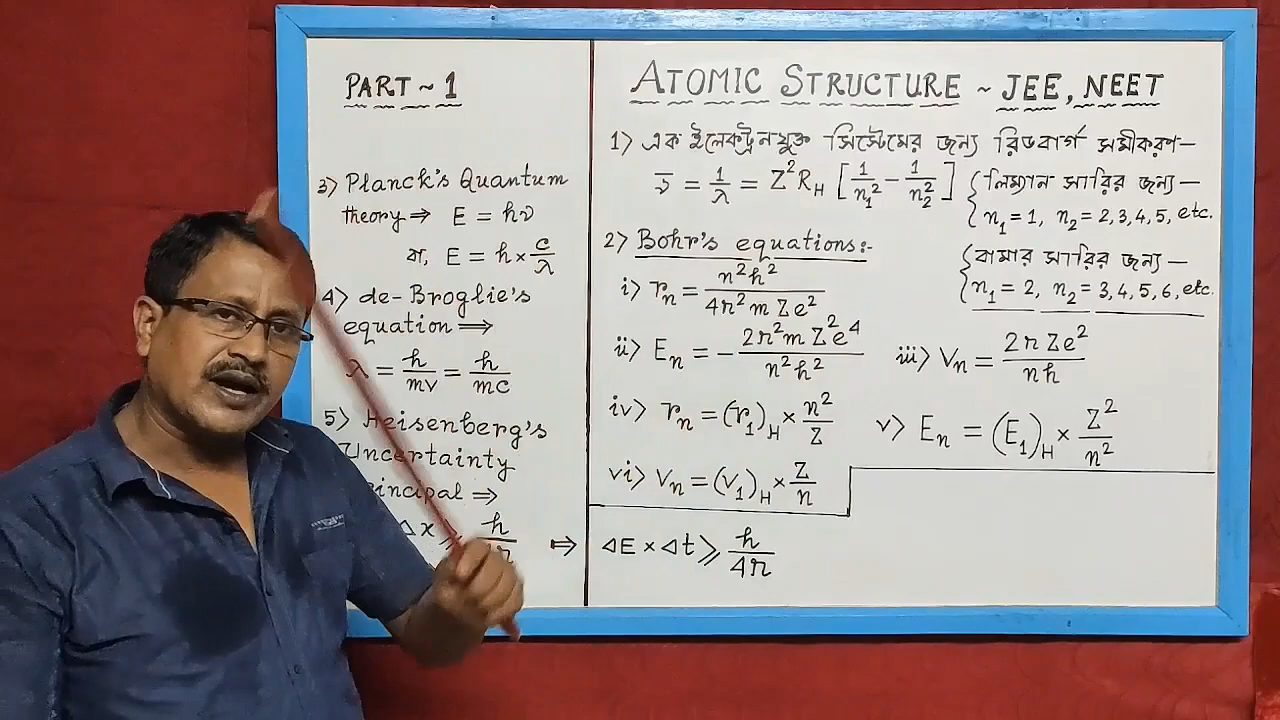 PART ~ 1
3) Planck's Quantum
theory ⇒ E = hν
বা, E = h × c/λ
4) de-Broglie's
equation ⇒
λ = h/mv = h/mc
5) Heisenberg's
Uncertainty
principal ⇒
Δx ≥ h/4π
⇒ ΔE × Δt ≥ h/4π
ATOMIC STRUCTURE ~ JEE, NEET
1) এক ইলেকট্রনযুক্ত সিস্টেমের জন্য রিডবার্গ সমীকরণ—
ν̄ = 1/λ = Z²R_H [1/n₁² − 1/n₂²]
লিম্যান সারির জন্য —
n₁ = 1, n₂ = 2, 3, 4, 5, etc.
বামার সারির জন্য —
n₁ = 2, n₂ = 3, 4, 5, 6, etc.
2) Bohr's equations:-
i) rₙ = n²h²/4π²mZe²
ii) Eₙ = − 2π²mZ²e⁴/n²h²
iii) Vₙ = 2πZe²/nh
iv) rₙ = (r₁)_H × n²/Z
v) Eₙ = (E₁)_H × Z²/n²
vi) Vₙ = (V₁)_H × Z/n